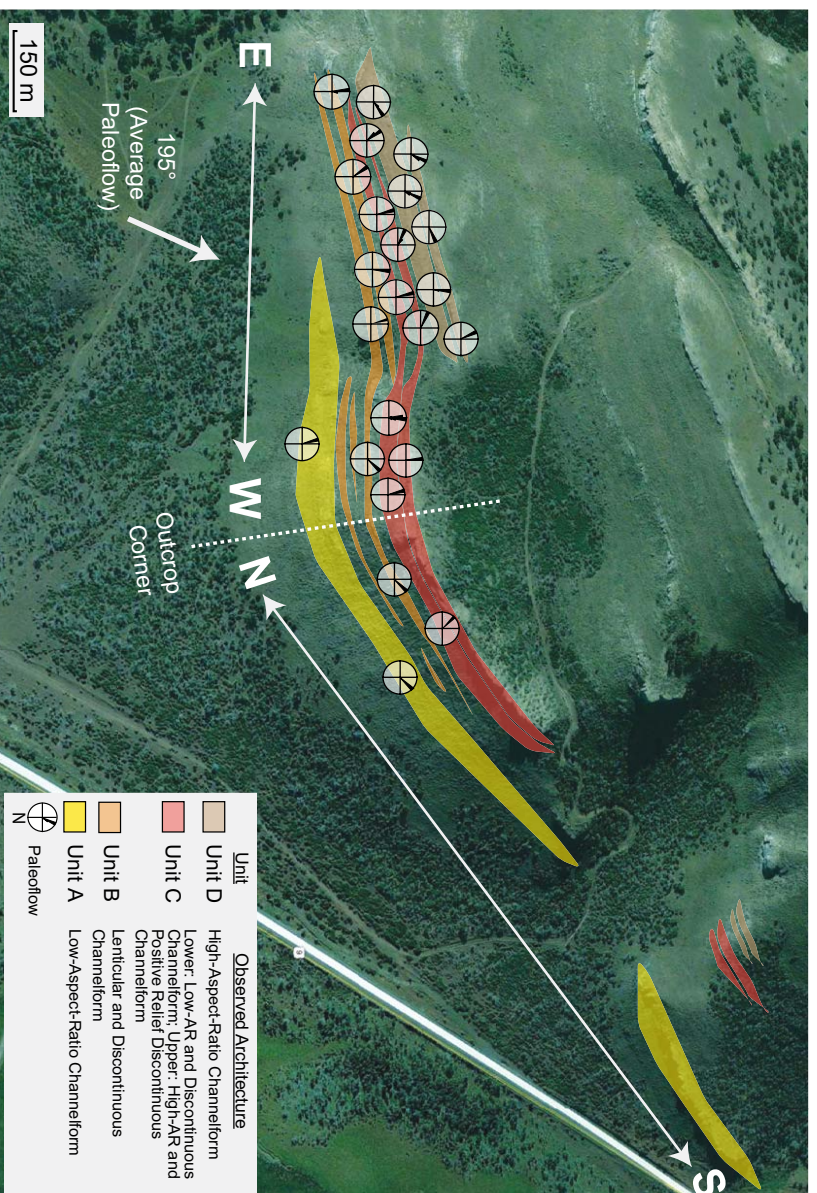 150 m
E
195°
(Average
Paleoflow)
W
N
Outcrop
Corner
S
Unit
Observed Architecture
Unit D
High-Aspect-Ratio Channelform
Unit C
Lower: Low-AR and Discontinuous
Channelform; Upper: High-AR and
Positive Relief Discontinuous
Channelform
Unit B
Lenticular and Discontinuous
Channelform
Unit A
Low-Aspect-Ratio Channelform
Paleoflow
N